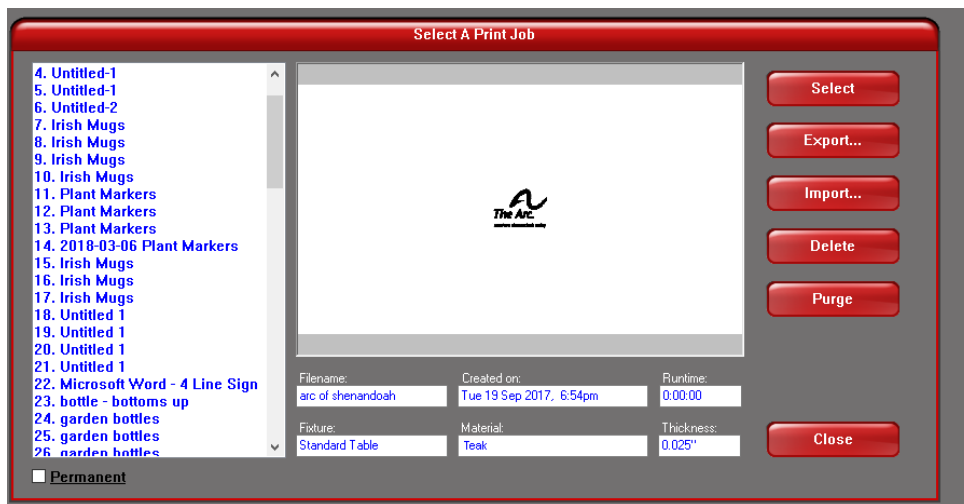 Select A Print Job
4. Untitled-1
5. Untitled-1
6. Untitled-2
7. Irish Mugs
8. Irish Mugs
9. Irish Mugs
10. Irish Mugs
11. Plant Markers
12. Plant Markers
13. Plant Markers
14. 2018-03-06 Plant Markers
15. Irish Mugs
16. Irish Mugs
17. Irish Mugs
18. Untitled 1
19. Untitled 1
20. Untitled 1
21. Untitled 1
22. Microsoft Word - 4 Line Sign
23. bottle - bottoms up
24. garden bottles
25. garden bottles
26. garden bottles
Permanent
The Arc.
Filename:
arc of shenandoah
Created on:
Tue 19 Sep 2017, 6:54pm
Runtime:
0:00:00
Fixture:
Standard Table
Material:
Teak
Thickness:
0.025"
Select
Export...
Import...
Delete
Purge
Close